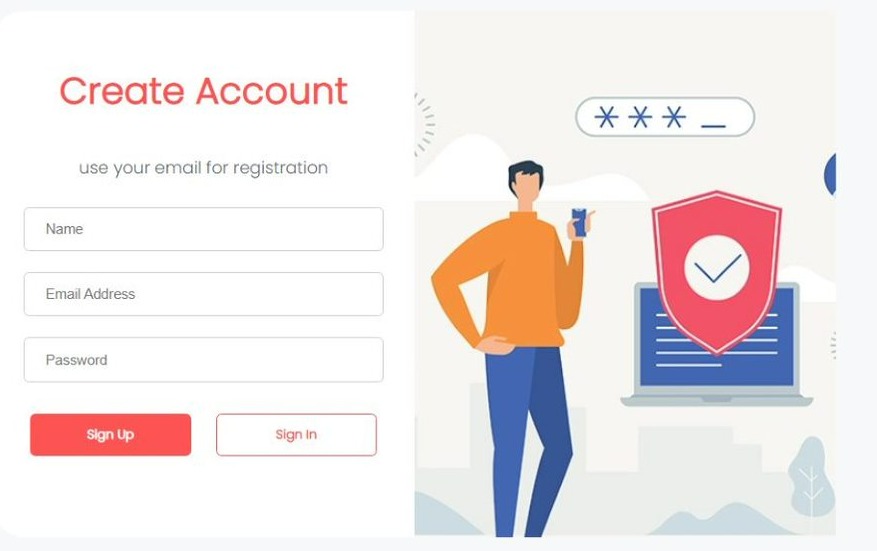 Create Account
use your email for registration
Name
Email Address
Password
Sign Up
Sign In
***_